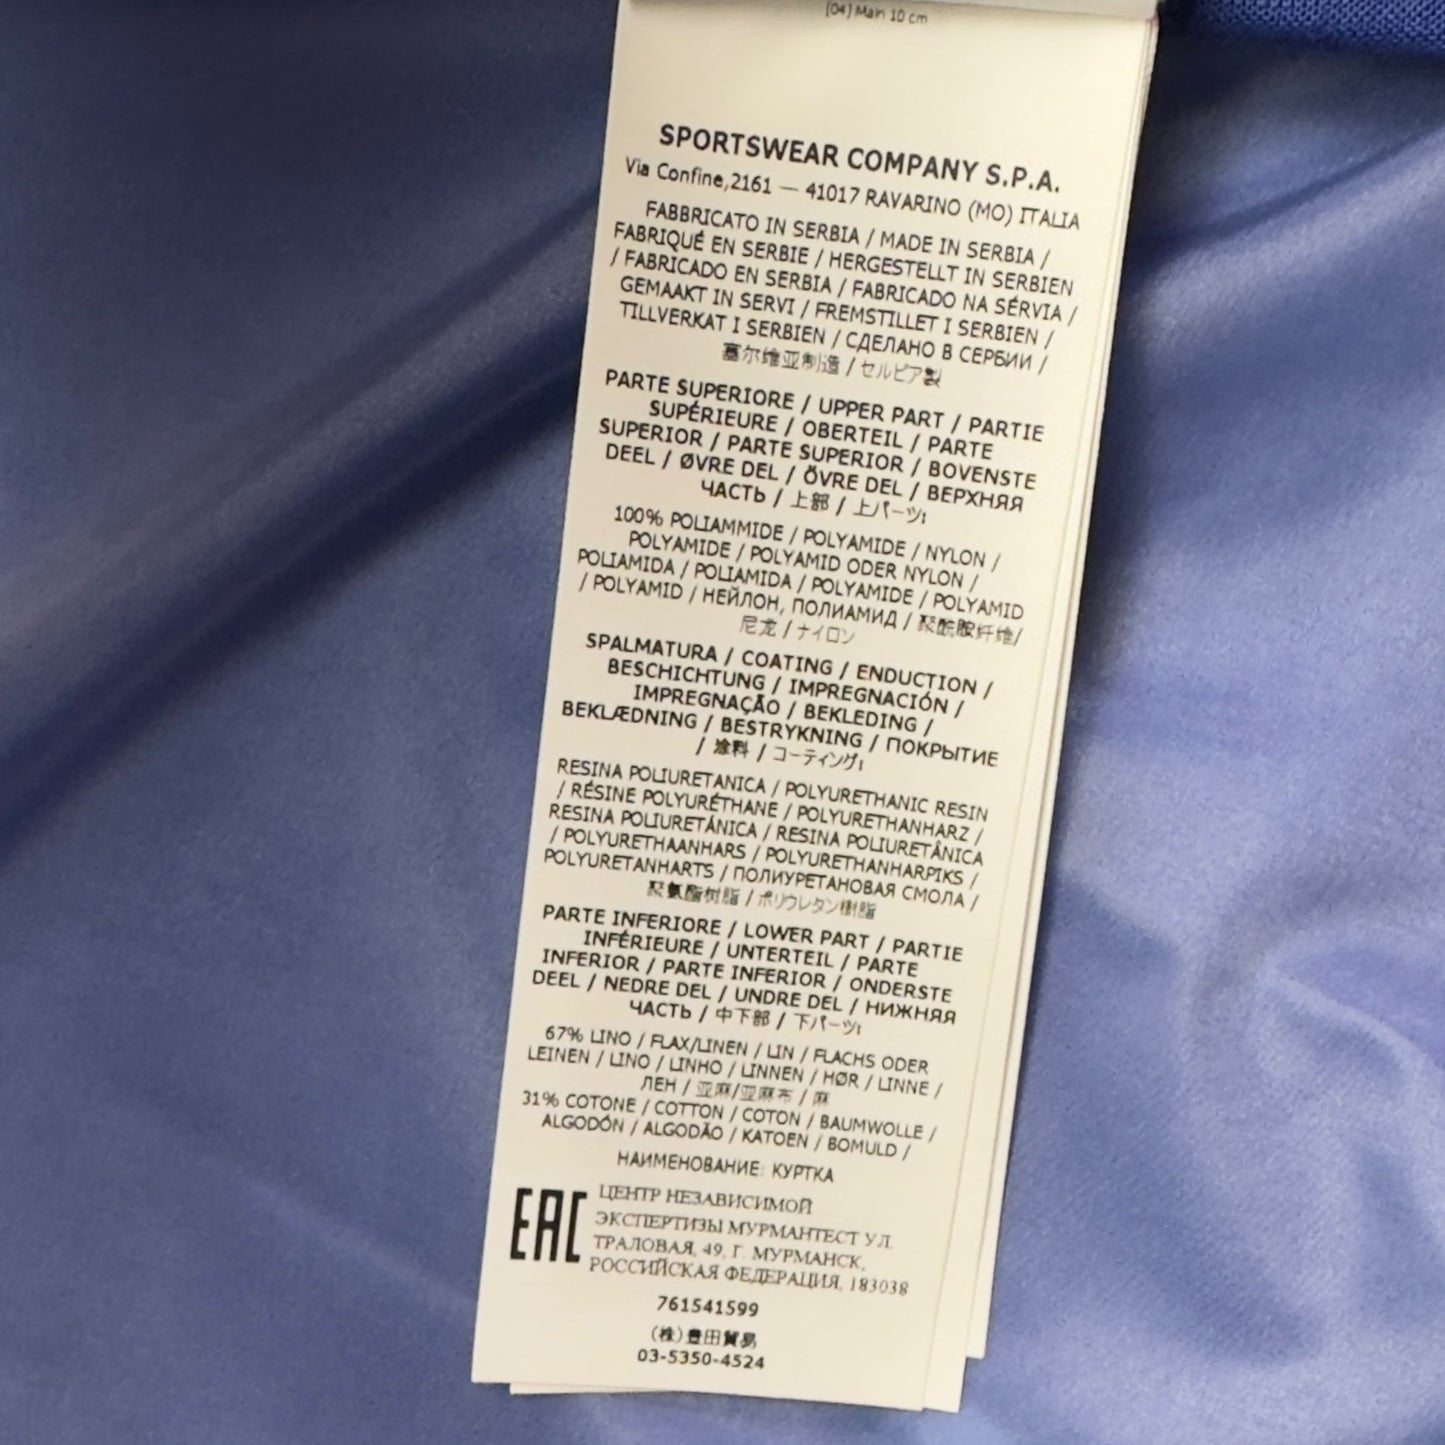 (04) Main 10 cm
SPORTSWEAR COMPANY S.P.A.
Via Confine,2161 — 41017 RAVARINO (MO) ITALIA
FABBRICATO IN SERBIA / MADE IN SERBIA /
FABRIQUÉ EN SERBIE / HERGESTELLT IN SERBIEN
/ FABRICADO EN SERBIA / FABRICADO NA SÉRVIA /
GEMAAKT IN SERVI / FREMSTILLET I SERBIEN /
TILLVERKAT I SERBIEN / СДЕЛАНО В СЕРБИИ /
塞尔维亚制造 / セルビア製
PARTE SUPERIORE / UPPER PART / PARTIE
SUPÉRIEURE / OBERTEIL / PARTE
SUPERIOR / PARTE SUPERIOR / BOVENSTE
DEEL / ØVRE DEL / ÖVRE DEL / ВЕРХНЯЯ
ЧАСТЬ / 上部 / 上パーツ:
100% POLIAMMIDE / POLYAMIDE / NYLON /
POLYAMIDE / POLYAMID ODER NYLON /
POLIAMIDA / POLIAMIDA / POLYAMIDE / POLYAMID
/ POLYAMID / НЕЙЛОН, ПОЛИАМИД / 聚酰胺纤维/
尼龙 / ナイロン
SPALMATURA / COATING / ENDUCTION /
BESCHICHTUNG / IMPREGNACIÓN /
IMPREGNAÇÃO / BEKLEDING /
BEKLÆDNING / BESTRYKNING / ПОКРЫТИЕ
/ 涂料 / コーティング:
RESINA POLIURETANICA / POLYURETHANIC RESIN
/ RÉSINE POLYURÉTHANE / POLYURETHANHARZ /
RESINA POLIURETÁNICA / RESINA POLIURETÂNICA
/ POLYURETHAANHARS / POLYURETHANHARPIKS /
POLYURETANHARTS / ПОЛИУРЕТАНОВАЯ СМОЛА /
聚氨酯树脂 / ポリウレタン樹脂
PARTE INFERIORE / LOWER PART / PARTIE
INFÉRIEURE / UNTERTEIL / PARTE
INFERIOR / PARTE INFERIOR / ONDERSTE
DEEL / NEDRE DEL / UNDRE DEL / НИЖНЯЯ
ЧАСТЬ / 中下部 / 下パーツ:
67% LINO / FLAX/LINEN / LIN / FLACHS ODER
LEINEN / LINO / LINHO / LINNEN / HØR / LINNE /
ЛЕН / 亚麻/亚麻布 / 麻
31% COTONE / COTTON / COTON / BAUMWOLLE /
ALGODÓN / ALGODÃO / KATOEN / BOMULD /
НАИМЕНОВАНИЕ: КУРТКА
EAC
ЦЕНТР НЕЗАВИСИМОЙ
ЭКСПЕРТИЗЫ МУРМАНТЕСТ УЛ.
ТРАЛОВАЯ, 49, Г. МУРМАНСК,
РОССИЙСКАЯ ФЕДЕРАЦИЯ, 183038
761541599
(株)豊田貿易
03-5350-4524